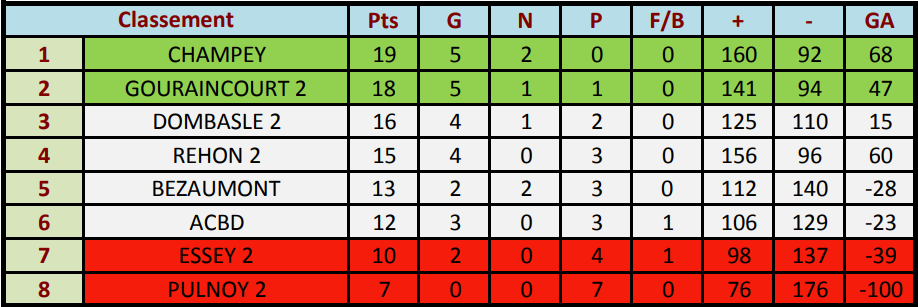 Classement Pts G N P F/B + - GA
1 CHAMPEY 19 5 2 0 0 160 92 68
2 GOURAINCOURT 2 18 5 1 1 0 141 94 47
3 DOMBASLE 2 16 4 1 2 0 125 110 15
4 REHON 2 15 4 0 3 0 156 96 60
5 BEZAUMONT 13 2 2 3 0 112 140 -28
6 ACBD 12 3 0 3 1 106 129 -23
7 ESSEY 2 10 2 0 4 1 98 137 -39
8 PULNOY 2 7 0 0 7 0 76 176 -100